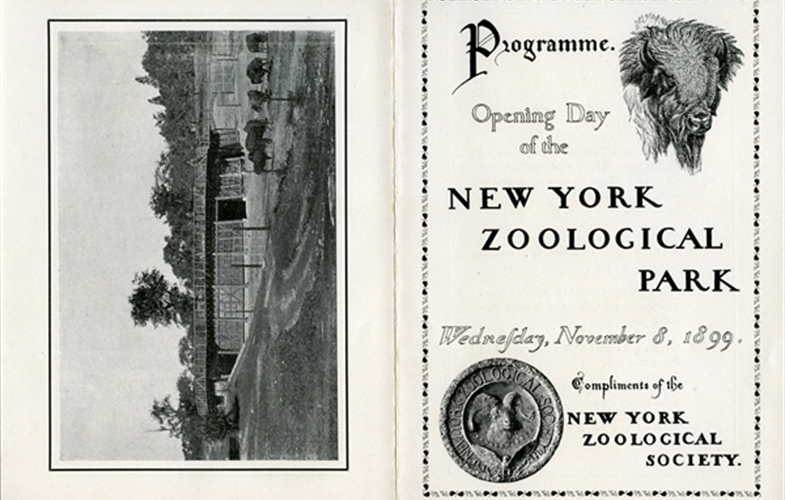 Programme.
Opening Day
of the
NEW YORK
ZOOLOGICAL
PARK
Wedneſday, November 8, 1899.
Compliments of the
NEW YORK
ZOOLOGICAL
SOCIETY.
NEW YORK ZOOLOGICAL SOCIETY